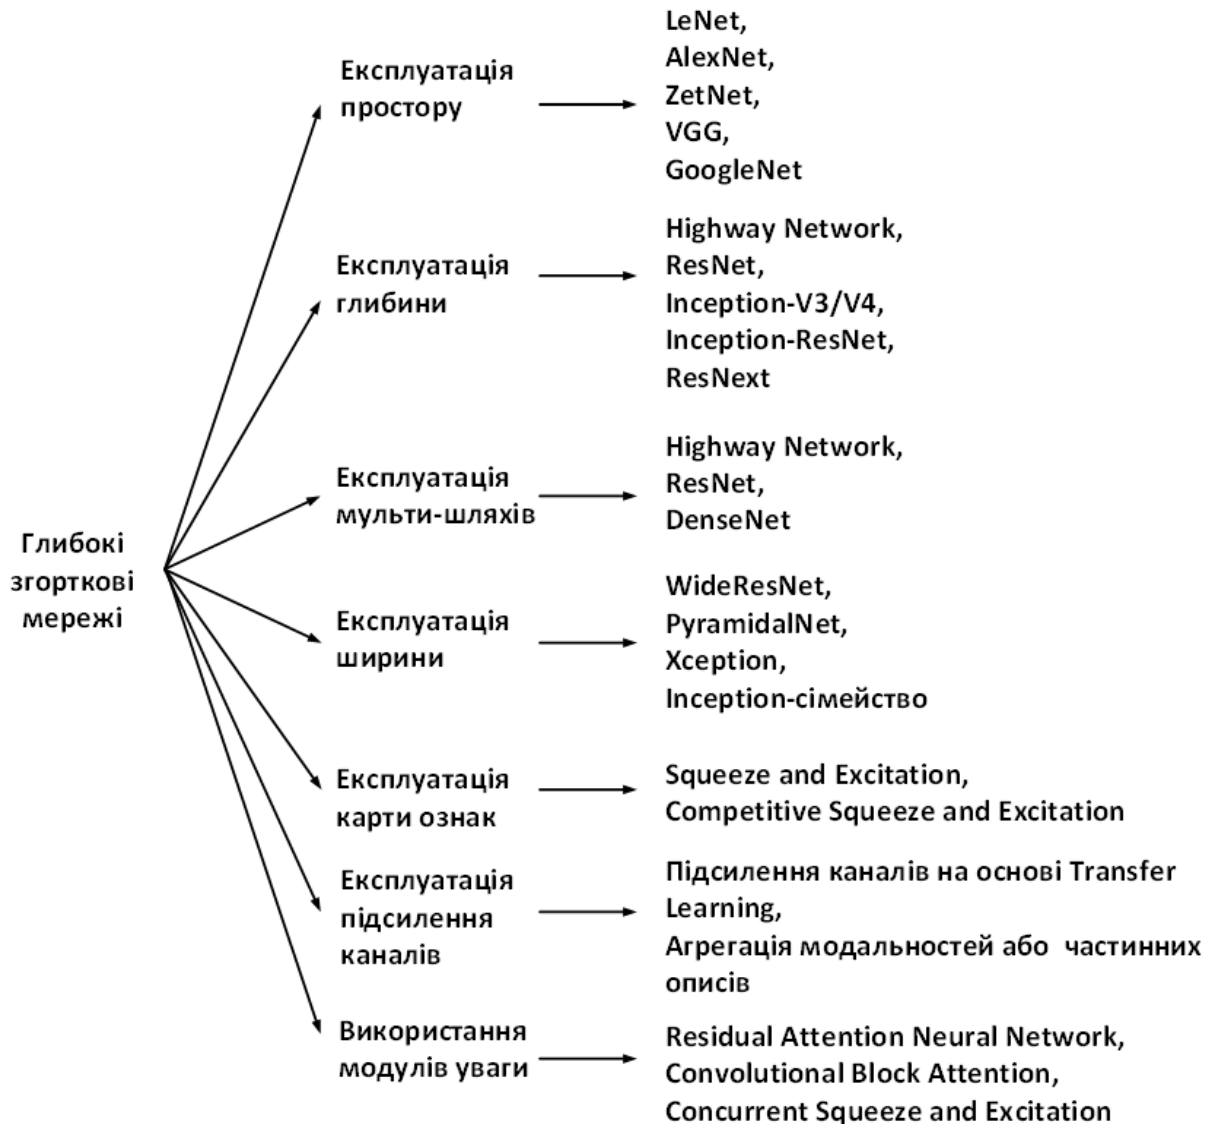 Глибокі
згорткові
мережі
Експлуатація
простору
LeNet,
AlexNet,
ZetNet,
VGG,
GoogleNet
Експлуатація
глибини
Highway Network,
ResNet,
Inception-V3/V4,
Inception-ResNet,
ResNext
Експлуатація
мульти-шляхів
Highway Network,
ResNet,
DenseNet
Експлуатація
ширини
WideResNet,
PyramidalNet,
Xception,
Inception-сімейство
Експлуатація
карти ознак
Squeeze and Excitation,
Competitive Squeeze and Excitation
Експлуатація
підсилення
каналів
Підсилення каналів на основі Transfer
Learning,
Агрегація модальностей або  частинних
описів
Використання
модулів уваги
Residual Attention Neural Network,
Convolutional Block Attention,
Concurrent Squeeze and Excitation